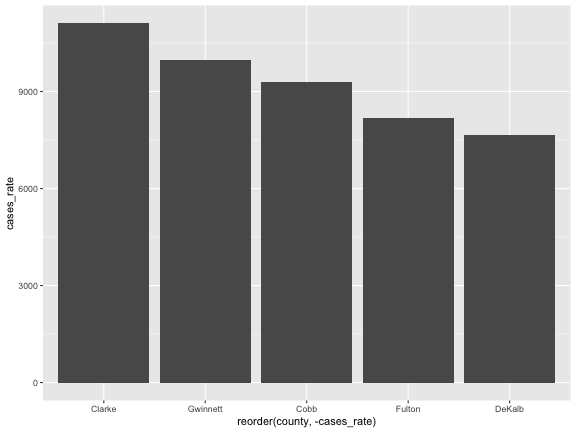 cases_rate
9000
6000
3000
0
Clarke Gwinnett Cobb Fulton DeKalb
reorder(county, -cases_rate)